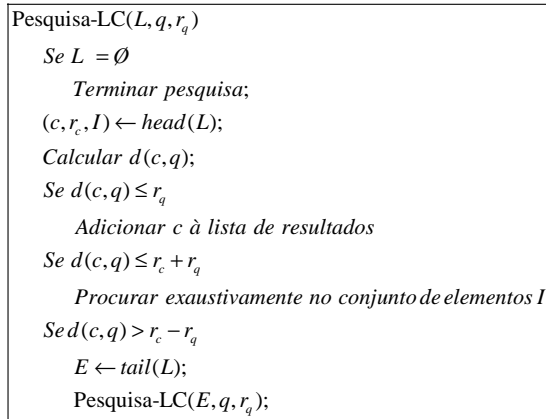 Pesquisa-LC(L, q, r_q)
Se L = Ø
Terminar pesquisa;
(c, r_c, I) ← head(L);
Calcular d(c, q);
Se d(c, q) ≤ r_q
Adicionar c à lista de resultados
Se d(c, q) ≤ r_c + r_q
Procurar exaustivamente no conjunto de elementos I
Se d(c, q) > r_c − r_q
E ← tail(L);
Pesquisa-LC(E, q, r_q);